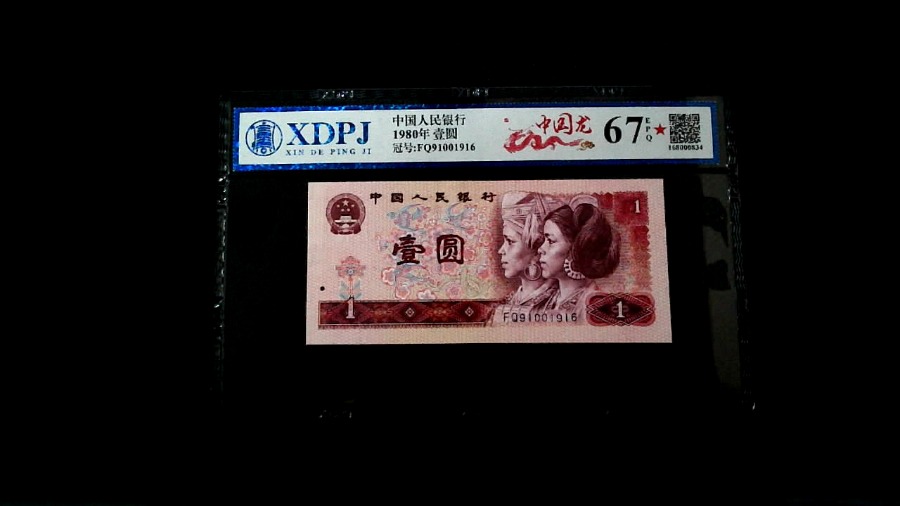 XDPJ
XIN DE PING JI
中国人民银行
1980年 壹圆
冠号:FQ91001916
中国龙
67
EPQ
168000834
中国人民银行
1
壹圆
1
FQ91001916
1